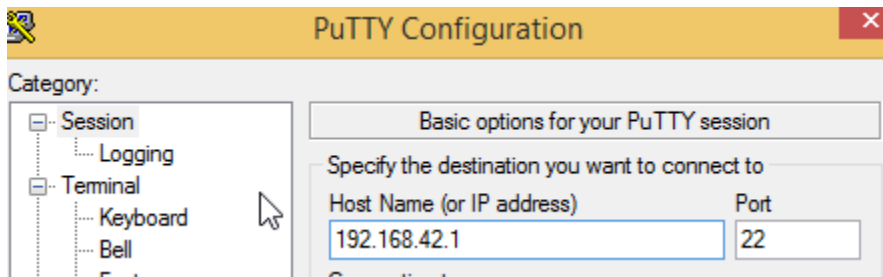 PuTTY Configuration
Category:
Session
Logging
Terminal
Keyboard
Bell
Basic options for your PuTTY session
Specify the destination you want to connect to
Host Name (or IP address) Port
192.168.42.1 22